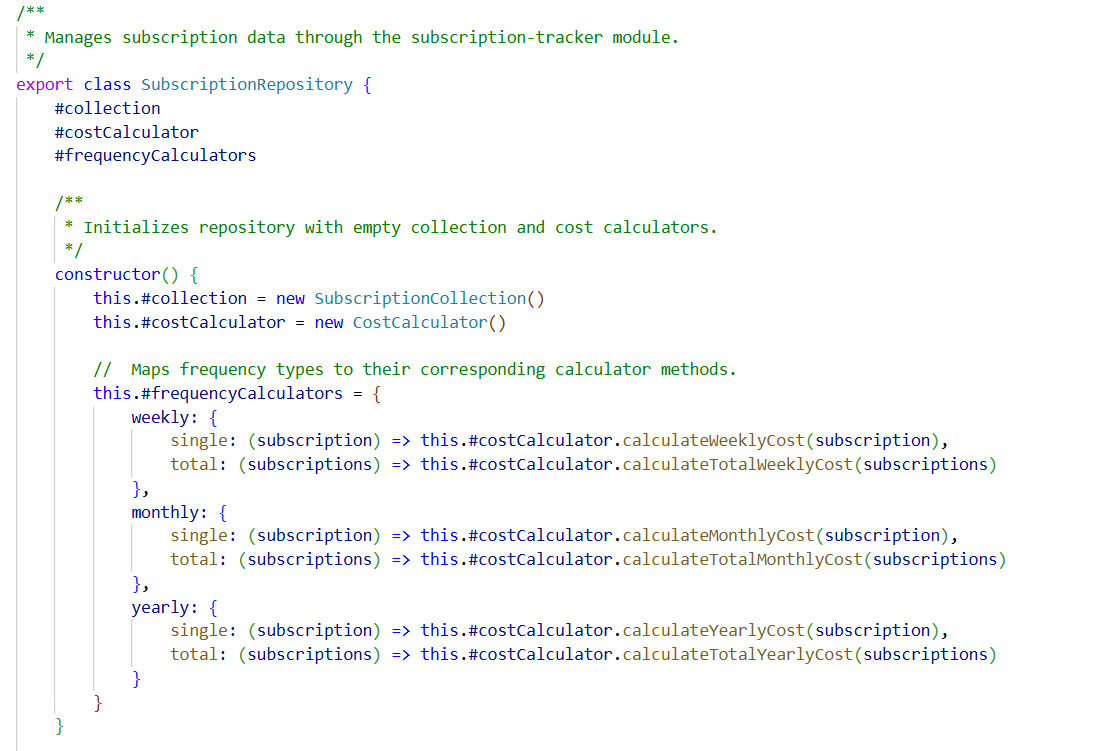 /**
 * Manages subscription data through the subscription-tracker module.
 */
export class SubscriptionRepository {
    #collection
    #costCalculator
    #frequencyCalculators

    /**
     * Initializes repository with empty collection and cost calculators.
     */
    constructor() {
        this.#collection = new SubscriptionCollection()
        this.#costCalculator = new CostCalculator()

        //  Maps frequency types to their corresponding calculator methods.
        this.#frequencyCalculators = {
            weekly: {
                single: (subscription) => this.#costCalculator.calculateWeeklyCost(subscription),
                total: (subscriptions) => this.#costCalculator.calculateTotalWeeklyCost(subscriptions)
            },
            monthly: {
                single: (subscription) => this.#costCalculator.calculateMonthlyCost(subscription),
                total: (subscriptions) => this.#costCalculator.calculateTotalMonthlyCost(subscriptions)
            },
            yearly: {
                single: (subscription) => this.#costCalculator.calculateYearlyCost(subscription),
                total: (subscriptions) => this.#costCalculator.calculateTotalYearlyCost(subscriptions)
            }
        }
    }